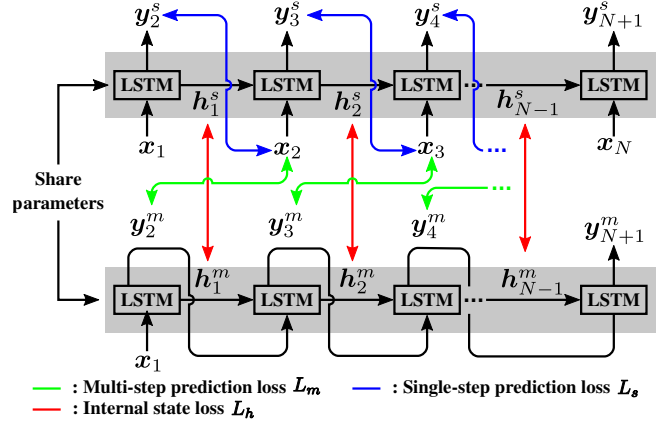 y_2^s y_3^s y_4^s y_{N+1}^s
LSTM LSTM LSTM ... LSTM
h_1^s h_2^s h_{N-1}^s
x_1 x_2 x_3 ... x_N
Share
parameters
...
y_2^m y_3^m y_4^m y_{N+1}^m
h_1^m h_2^m h_{N-1}^m
LSTM LSTM LSTM ... LSTM
x_1
: Multi-step prediction loss L_m : Single-step prediction loss L_s
: Internal state loss L_h